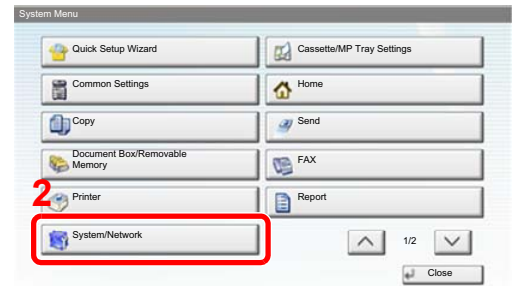 System Menu
Quick Setup Wizard
Cassette/MP Tray Settings
Common Settings
Home
Copy
Send
Document Box/Removable
Memory
FAX
2
Printer
Report
System/Network
1/2
Close